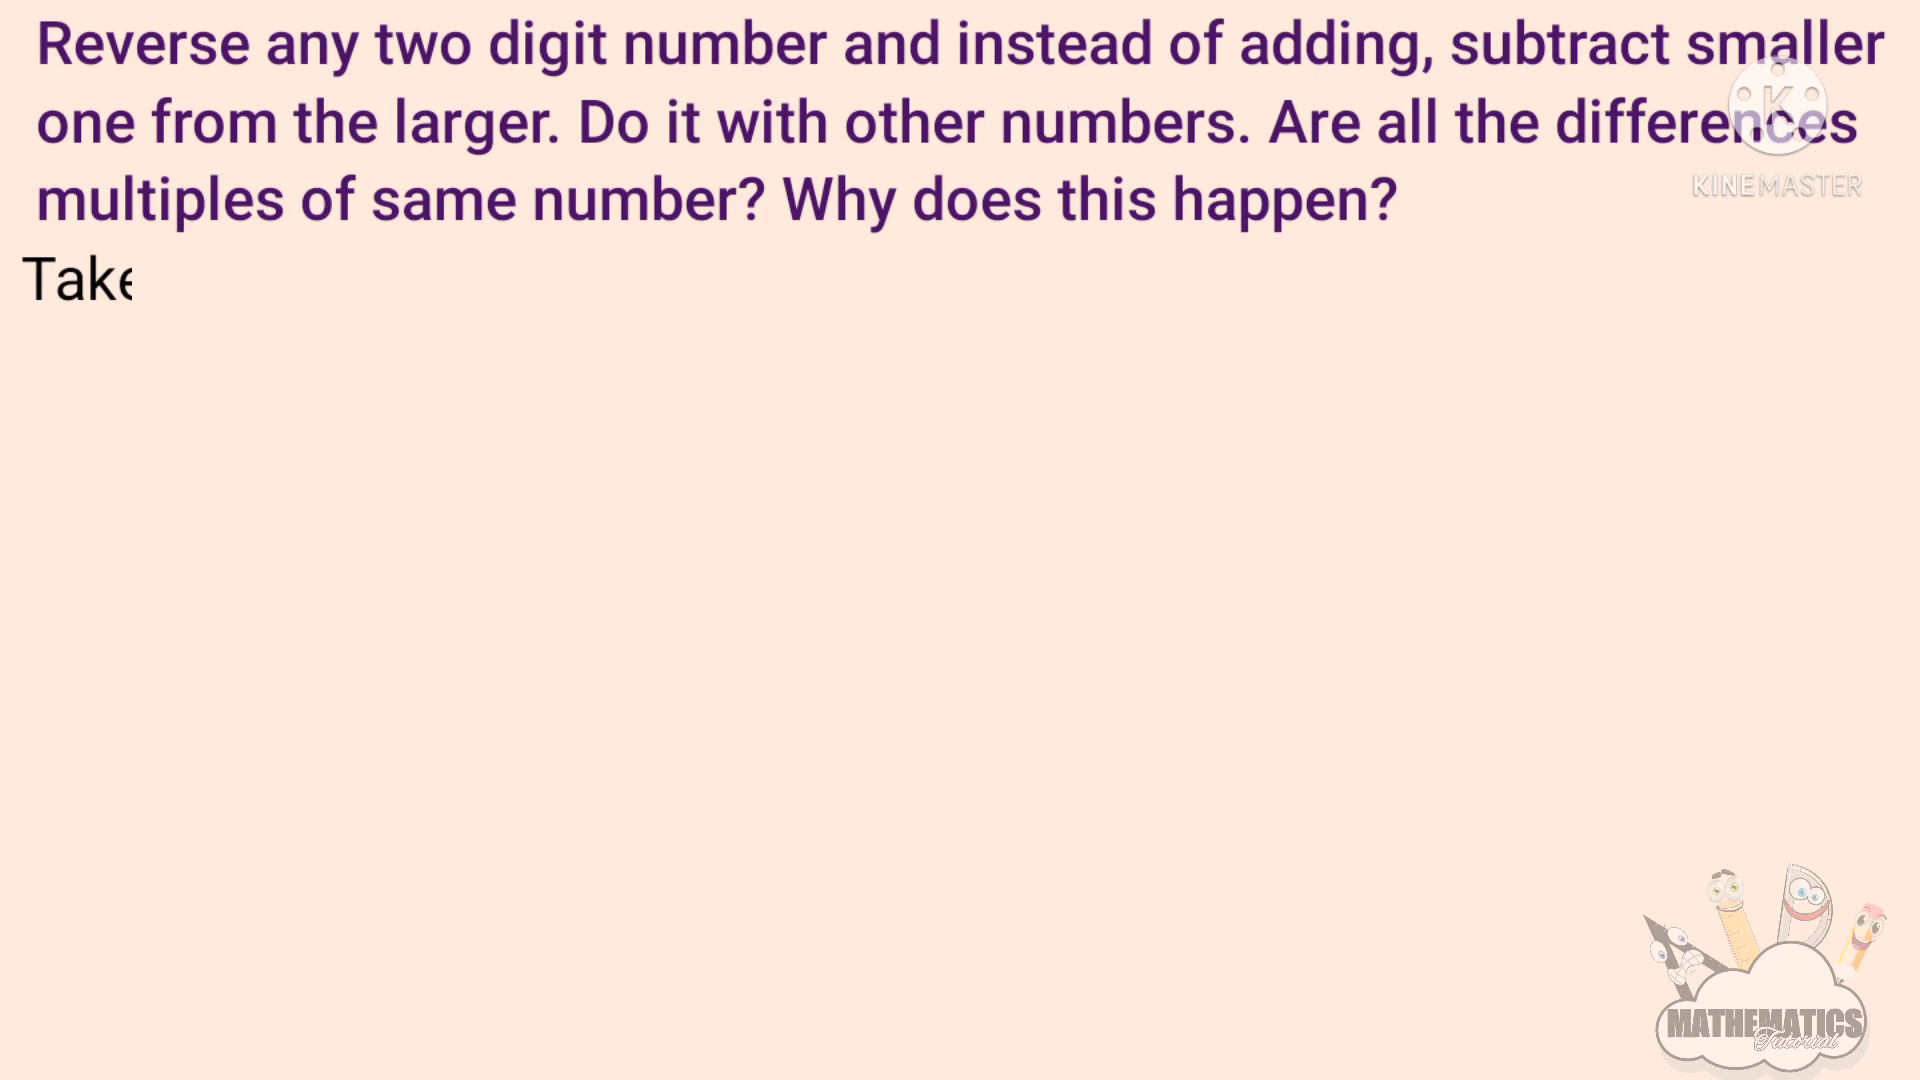 Reverse any two digit number and instead of adding, subtract smaller
one from the larger. Do it with other numbers. Are all the differences
multiples of same number? Why does this happen?
Take
KINEMASTER
MATHEMATICS
Tutorial